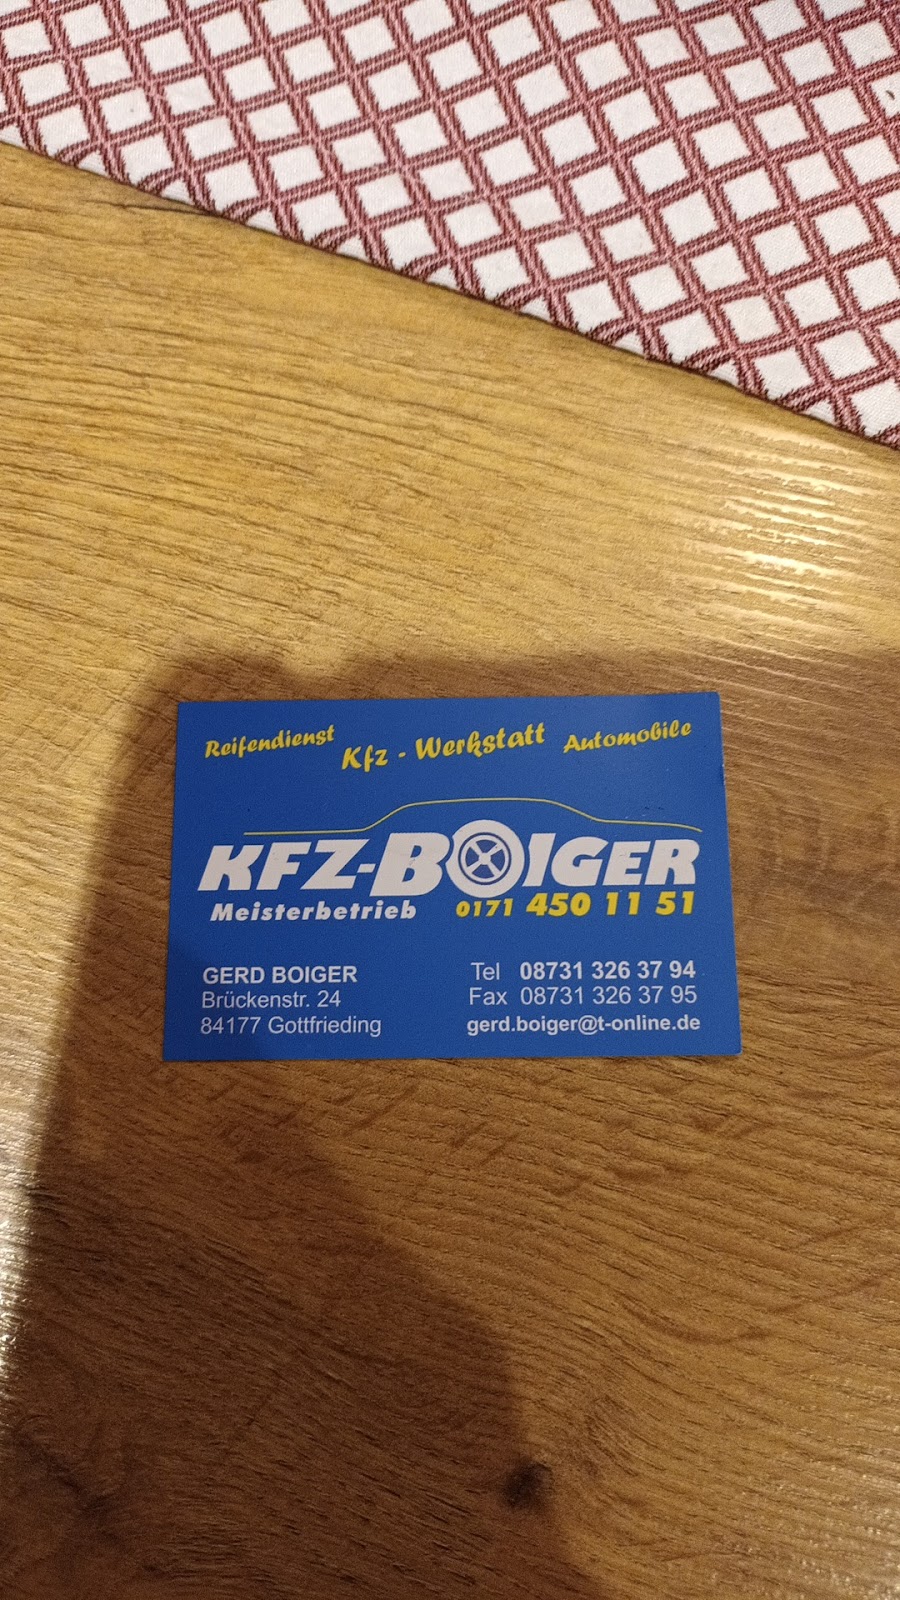 Reifendienst Kfz - Werkstatt Automobile
KFZ-BOIGER
Meisterbetrieb 0171 450 11 51
GERD BOIGER
Brückenstr. 24
84177 Gottfrieding
Tel 08731 326 37 94
Fax 08731 326 37 95
gerd.boiger@t-online.de